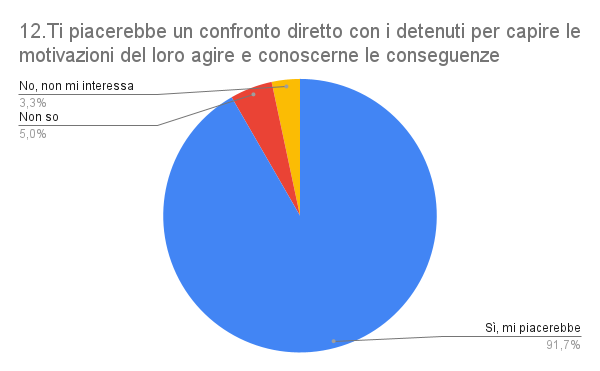 12.Ti piacerebbe un confronto diretto con i detenuti per capire le
motivazioni del loro agire e conoscerne le conseguenze
No, non mi interessa
3,3%
Non so
5,0%
Sì, mi piacerebbe
91,7%